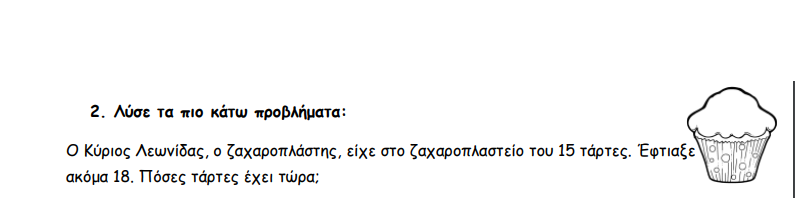 2. Λύσε τα πιο κάτω προβλήματα:
Ο Κύριος Λεωνίδας, ο ζαχαροπλάστης, είχε στο ζαχαροπλαστείο του 15 τάρτες. Έφτιαξε
ακόμα 18. Πόσες τάρτες έχει τώρα;